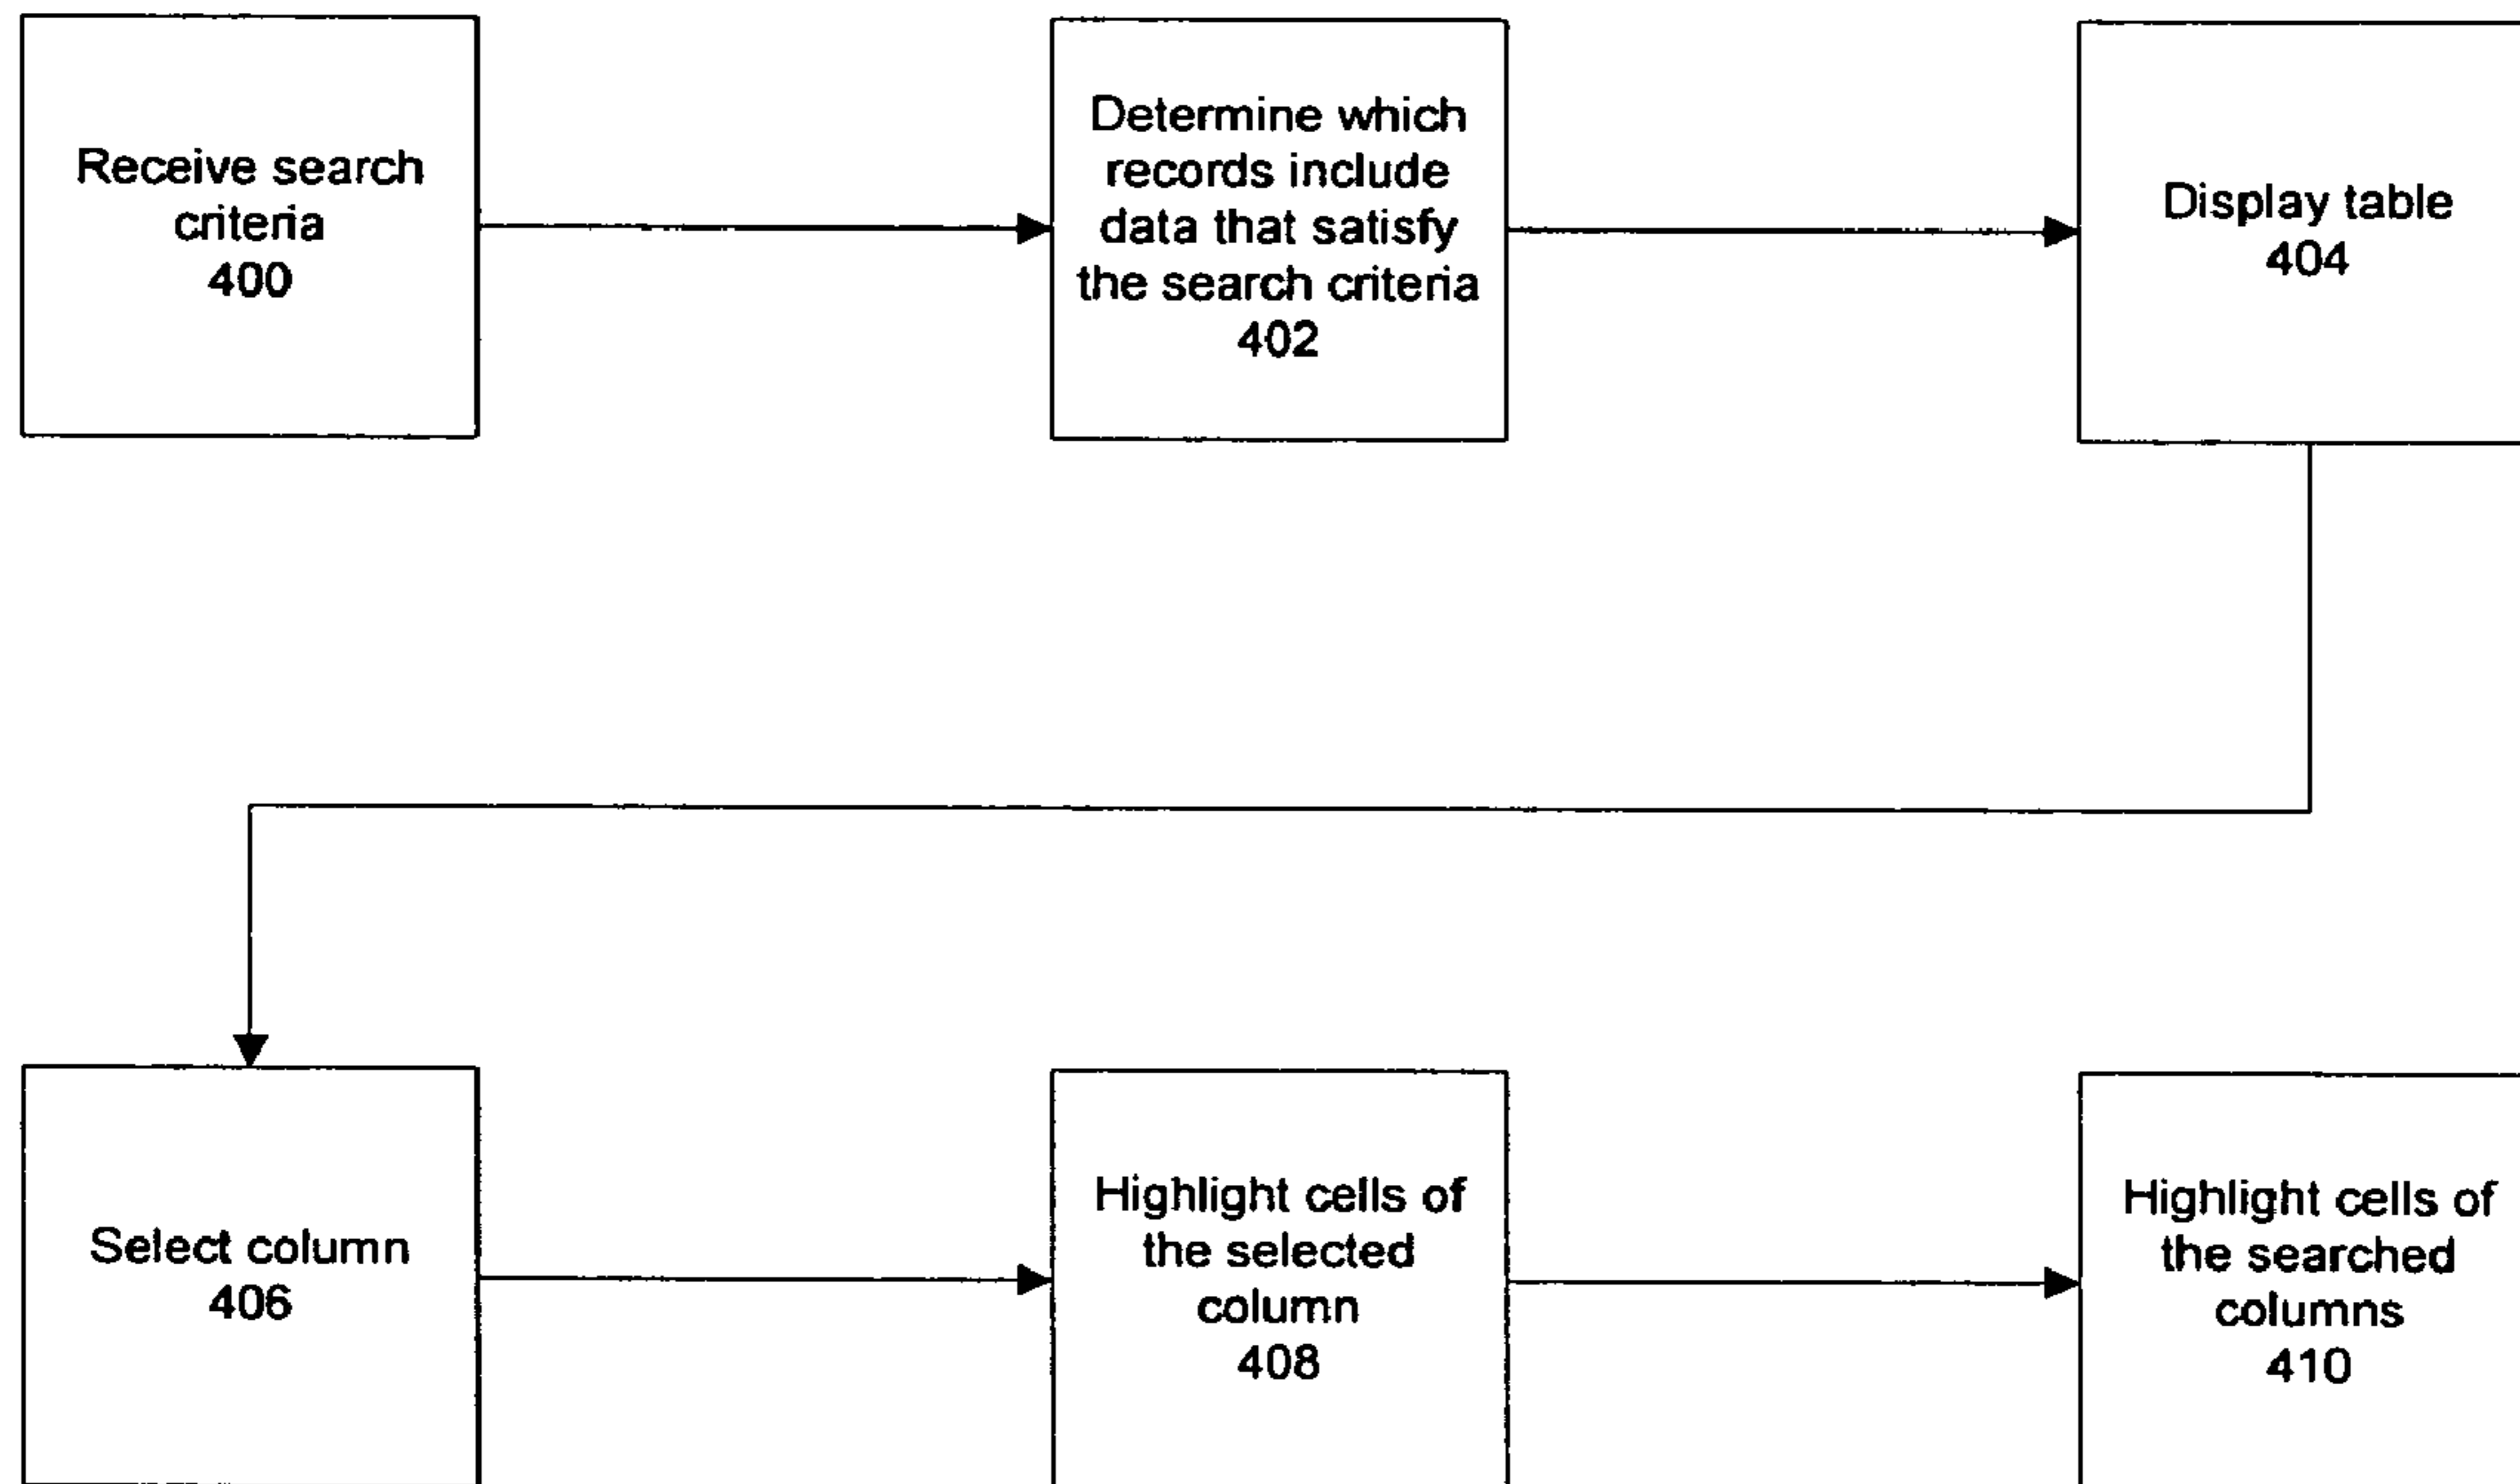 Receive search
criteria
400
Determine which
records include
data that satisfy
the search criteria
402
Display table
404
Select column
406
Highlight cells of
the selected
column
408
Highlight cells of
the searched
columns
410